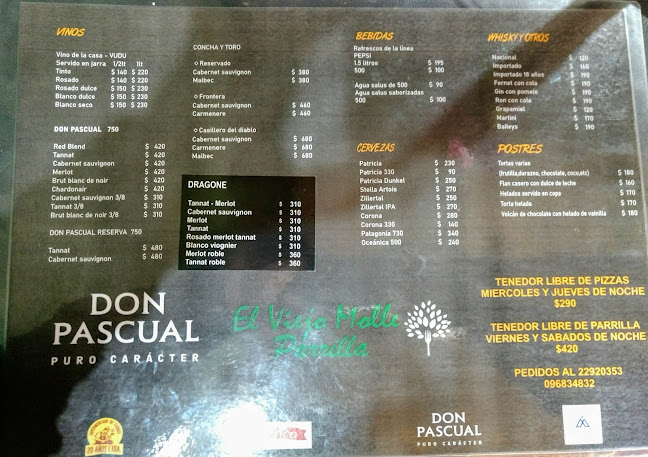 VINOS
Vino de la casa - VUDU
Servido en jarra 1/2lt 1lt
Tinto $ 140 $ 220
Rosado $ 140 $ 220
Rosado dulce $ 150 $ 230
Blanco dulce $ 150 $ 230
Blanco seco $ 150 $ 230
DON PASCUAL 750
Red Blend $ 420
Tannat $ 420
Cabernet sauvignon $ 420
Merlot $ 420
Brut blanc de noir $ 420
Chardonair $ 420
Cabernet sauvignon 3/8 $ 310
Tannat 3/8 $ 310
Brut blanc de noir 3/8 $ 310
DON PASCUAL RESERVA 750
Tannat $ 480
Cabernet sauvignon $ 480
CONCHA Y TORO
Reservado
Cabernet sauvignon $ 380
Malbec $ 380
Frontera
Cabernet sauvignon $ 460
Carmenere $ 460
Casillero del diablo
Cabernet sauvignon $ 680
Carmenere $ 680
Malbec $ 680
DRAGONE
Tannat - Merlot $ 310
Cabernet sauvignon $ 310
Merlot $ 310
Tannat $ 310
Rosado merlot tannat $ 310
Blanco viognier $ 310
Merlot roble $ 360
Tannat roble $ 360
BEBIDAS
Refrescos de la línea
PEPSI
1.5 litros $ 195
500 $ 100
Agua salus de 500 $ 90
Agua salus saborizadas
500 $ 100
CERVEZAS
Patricia $ 230
Patricia 330 $ 90
Patricia Dunkel $ 250
Stella Artois $ 270
Zillertal $ 250
Zillertal IPA $ 270
Corona $ 280
Corona 330 $ 140
Patagonia 730 $ 340
Oceánica 500 $ 240
WHISKY Y OTROS
Nacional $ 120
Importado $ 160
Importado 18 años $ 190
Fernet con cola $ 190
Gin con pomelo $ 190
Ron con cola $ 190
Grapamiel $ 120
Martini $ 170
Baileys $ 190
POSTRES
Tortas varias
(frutilla,durazno, chocolate, coco,etc) $ 180
Flan casero con dulce de leche $ 160
Helados servido en copa $ 170
Torta helada $ 170
Volcán de chocolate con helado de vainilla $ 180
TENEDOR LIBRE DE PIZZAS
MIERCOLES Y JUEVES DE NOCHE
$290
TENEDOR LIBRE DE PARRILLA
VIERNES Y SABADOS DE NOCHE
$420
PEDIDOS AL 22920353
096834832
DON
PASCUAL
PURO CARÁCTER
El Viejo Molle
Parrilla
DON
PASCUAL
PURO CARÁCTER